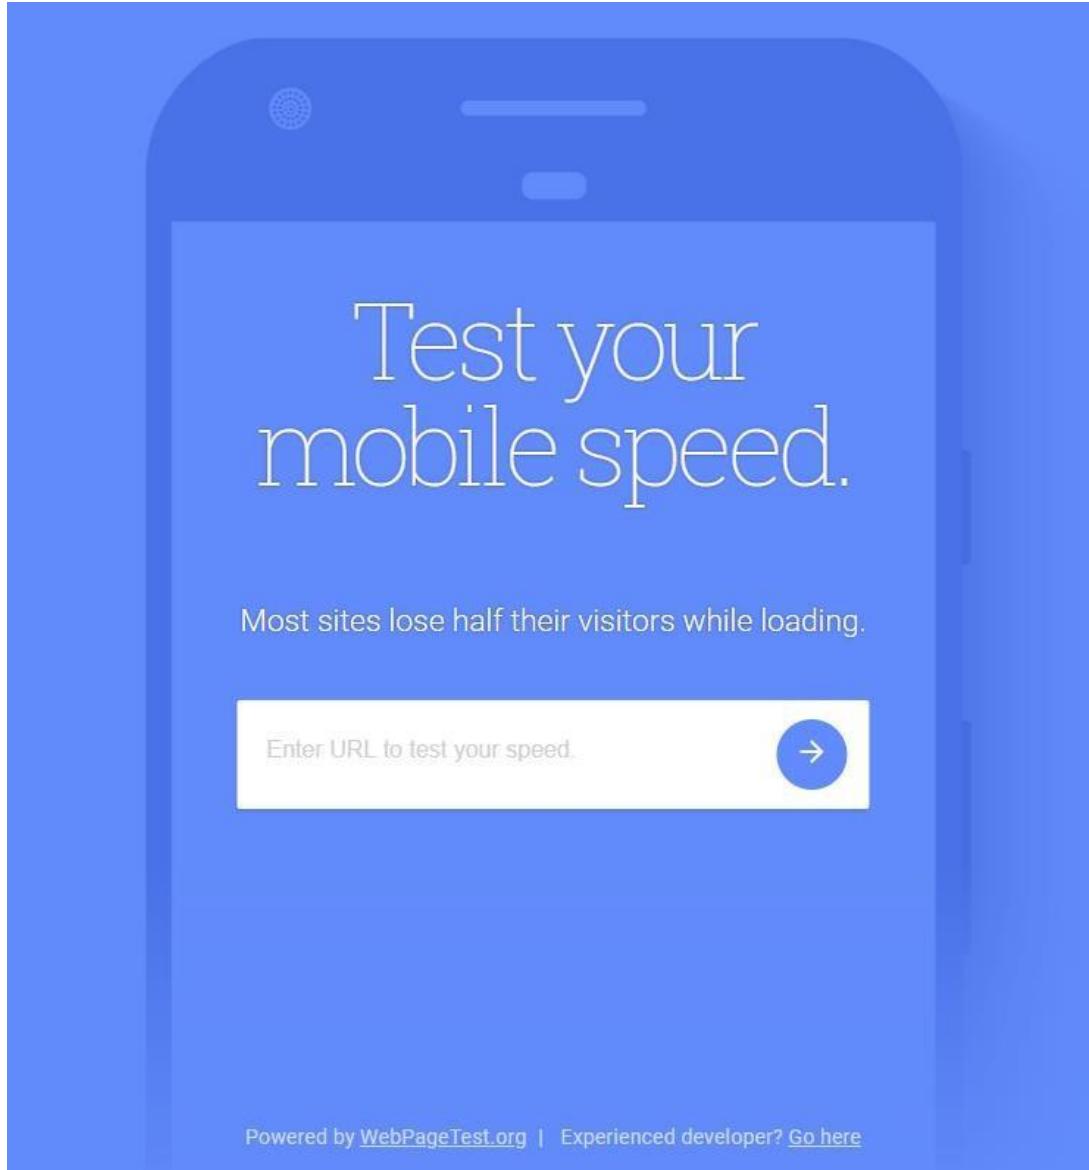 Test your
mobile speed.
Most sites lose half their visitors while loading.
Enter URL to test your speed.
Powered by WebPageTest.org | Experienced developer? Go here